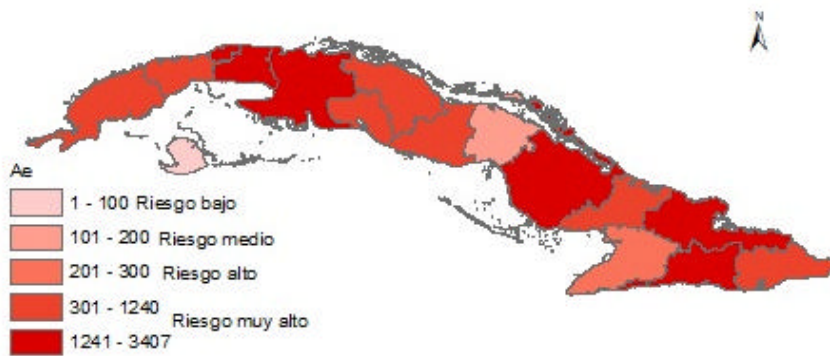 N
Ae
1 - 100 Riesgo bajo
101 - 200 Riesgo medio
201 - 300 Riesgo alto
301 - 1240
Riesgo muy alto
1241 - 3407